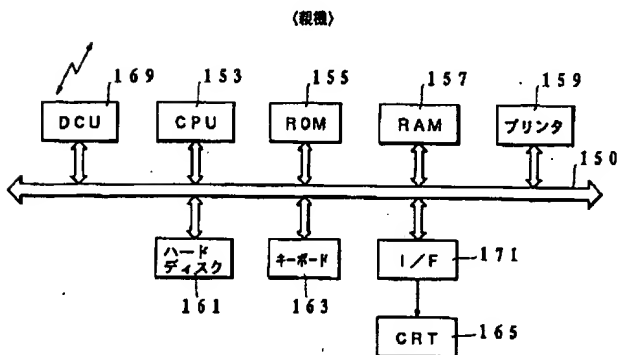 〈親機〉
169 153 155 157 159
DCU CPU ROM RAM プリンタ
150
ハード
ディスク
キーボード
I/F
171
161 163
CRT
165